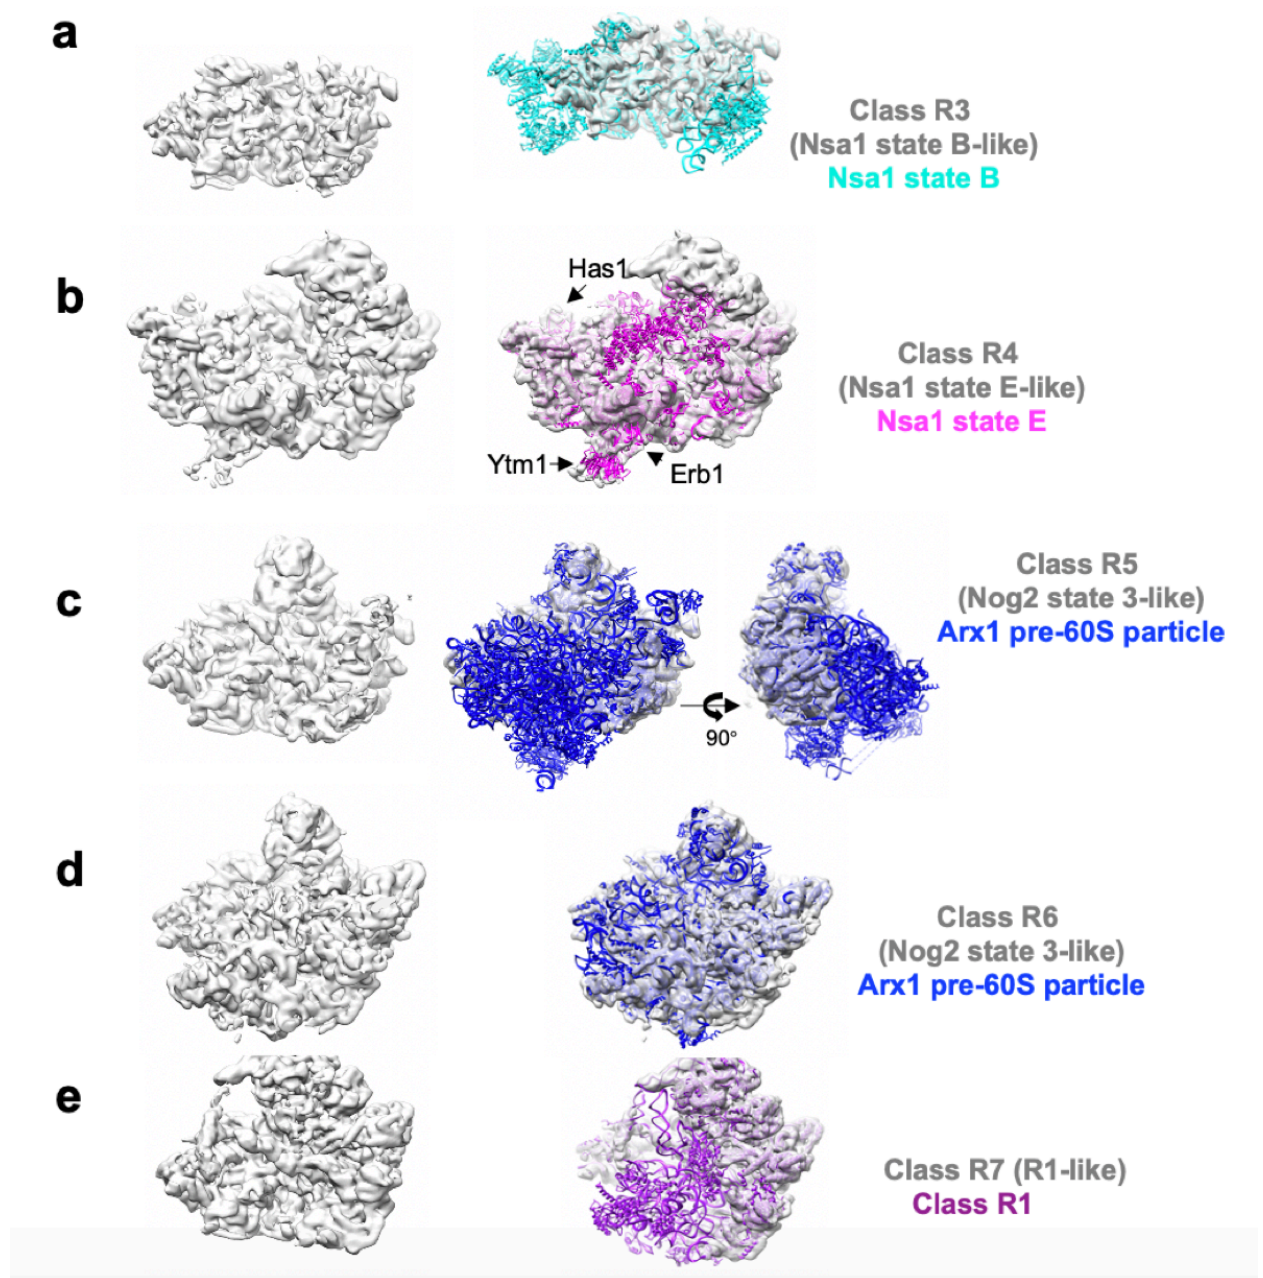 a
Class R3
(Nsa1 state B-like)
Nsa1 state B
b
Has1
Class R4
(Nsa1 state E-like)
Nsa1 state E
Ytm1
Erb1
c
Class R5
(Nog2 state 3-like)
Arx1 pre-60S particle
90°
d
Class R6
(Nog2 state 3-like)
Arx1 pre-60S particle
e
Class R7 (R1-like)
Class R1